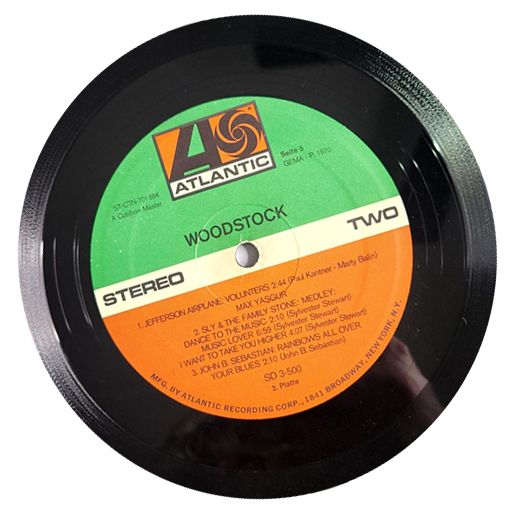 ATLANTIC
Seite 5
GEMA - P. 1970
ST-CTN-701 884
A Cotillion Master
WOODSTOCK
STEREO TWO
1. JEFFERSON AIRPLANE: VOLUNTERS 2:44 (Paul Kantner - Marty Balin)
MAX YASGUR
2. SLY & THE FAMILY STONE: MEDLEY:
DANCE TO THE MUSIC 2:10 (Sylvester Stewart)
MUSIC LOVER 6:59 (Sylvester Stewart)
I WANT TO TAKE YOU HIGHER 4:07 (Sylvester Stewart)
3. JOHN B. SEBASTIAN: RAINBOWS ALL OVER
YOUR BLUES 2:10 (John B. Sebastian)
SD 3-500
2. Platte
MFG. BY ATLANTIC RECORDING CORP., 1841 BROADWAY, NEW YORK, N.Y.